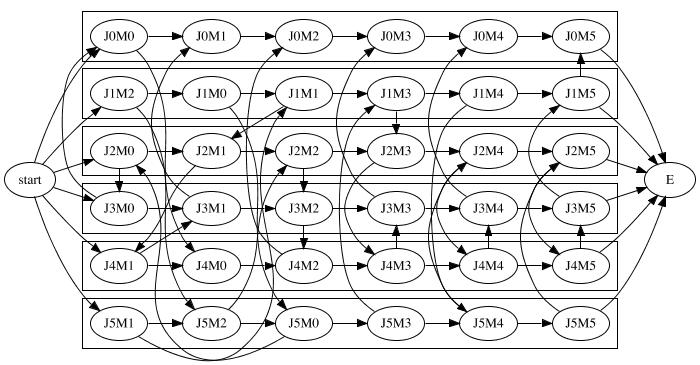 J0M0 J0M1 J0M2 J0M3 J0M4 J0M5
J1M2 J1M0 J1M1 J1M3 J1M4 J1M5
J2M0 J2M1 J2M2 J2M3 J2M4 J2M5
start E
J3M0 J3M1 J3M2 J3M3 J3M4 J3M5
J4M1 J4M0 J4M2 J4M3 J4M4 J4M5
J5M1 J5M2 J5M0 J5M3 J5M4 J5M5